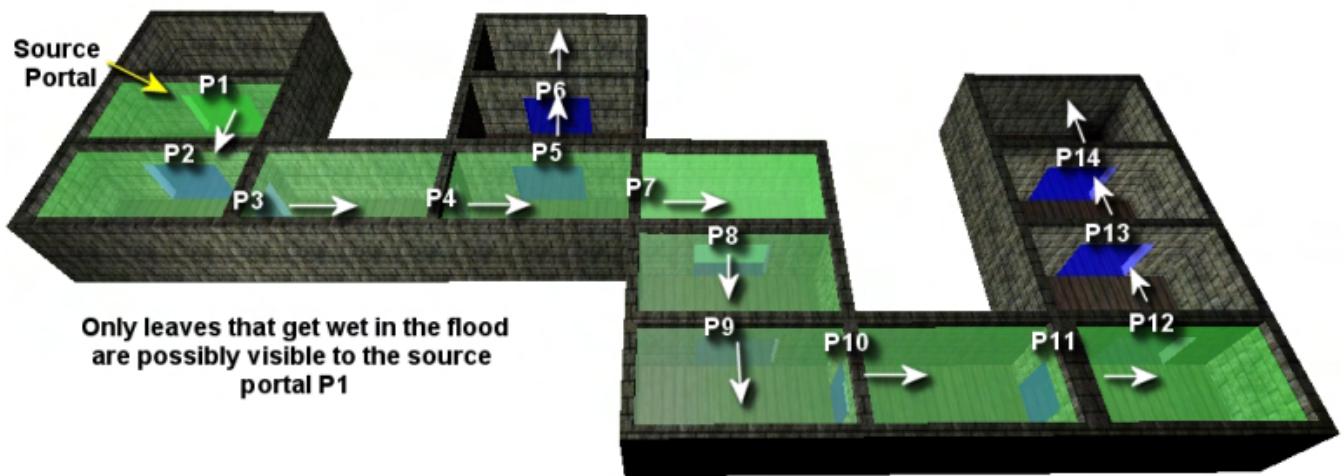 Source
Portal
P1
P2
P3
P4
P5
P6
P7
P8
P9
P10
P11
P12
P13
P14
Only leaves that get wet in the flood
are possibly visible to the source
portal P1